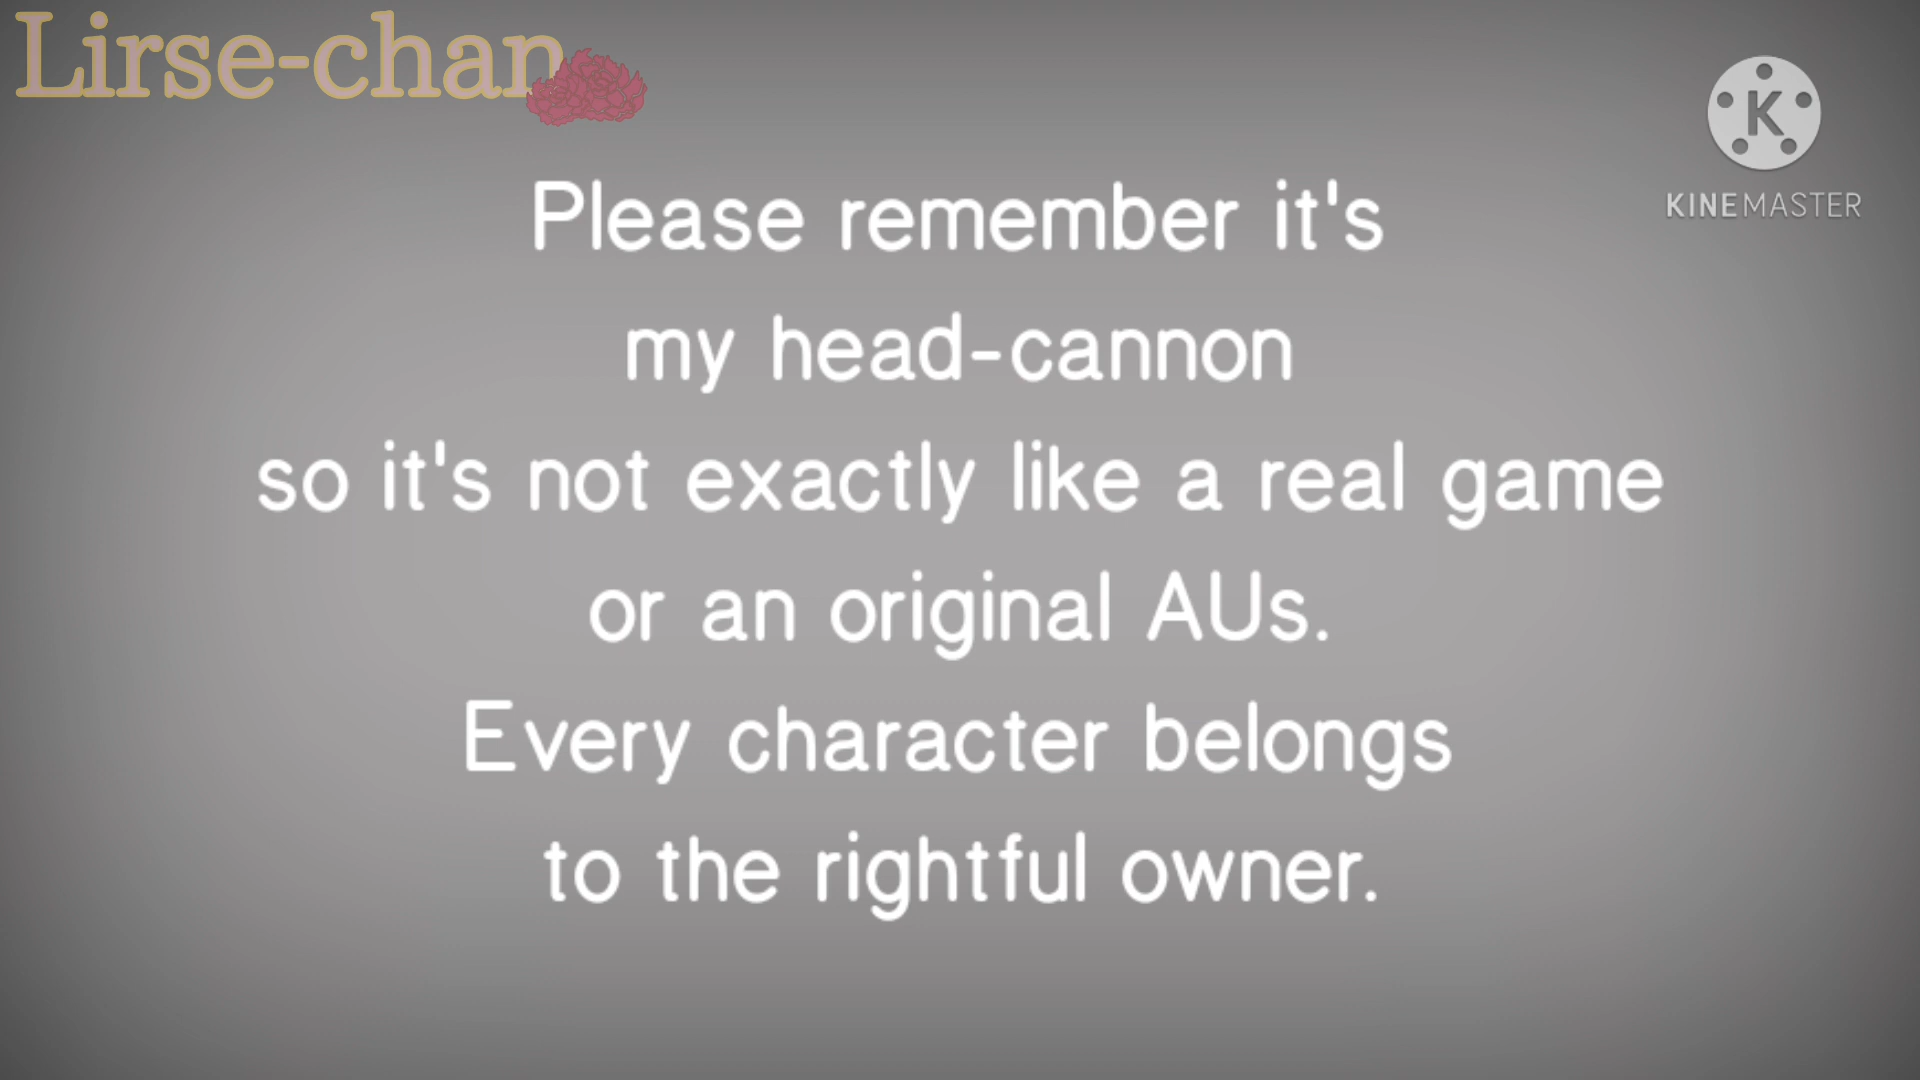 Lirse-chan
KINEMASTER
Please remember it's
my head-cannon
so it's not exactly like a real game
or an original AUs.
Every character belongs
to the rightful owner.